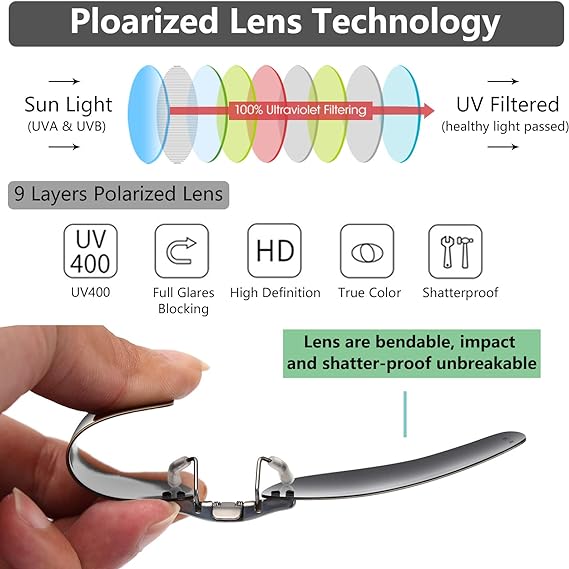 Ploarized Lens Technology
Sun Light
(UVA & UVB)
100% Ultraviolet Filtering
UV Filtered
(healthy light passed)
9 Layers Polarized Lens
UV
400
HD
UV400
Full Glares
Blocking
High Definition
True Color
Shatterproof
Lens are bendable, impact
and shatter-proof unbreakable